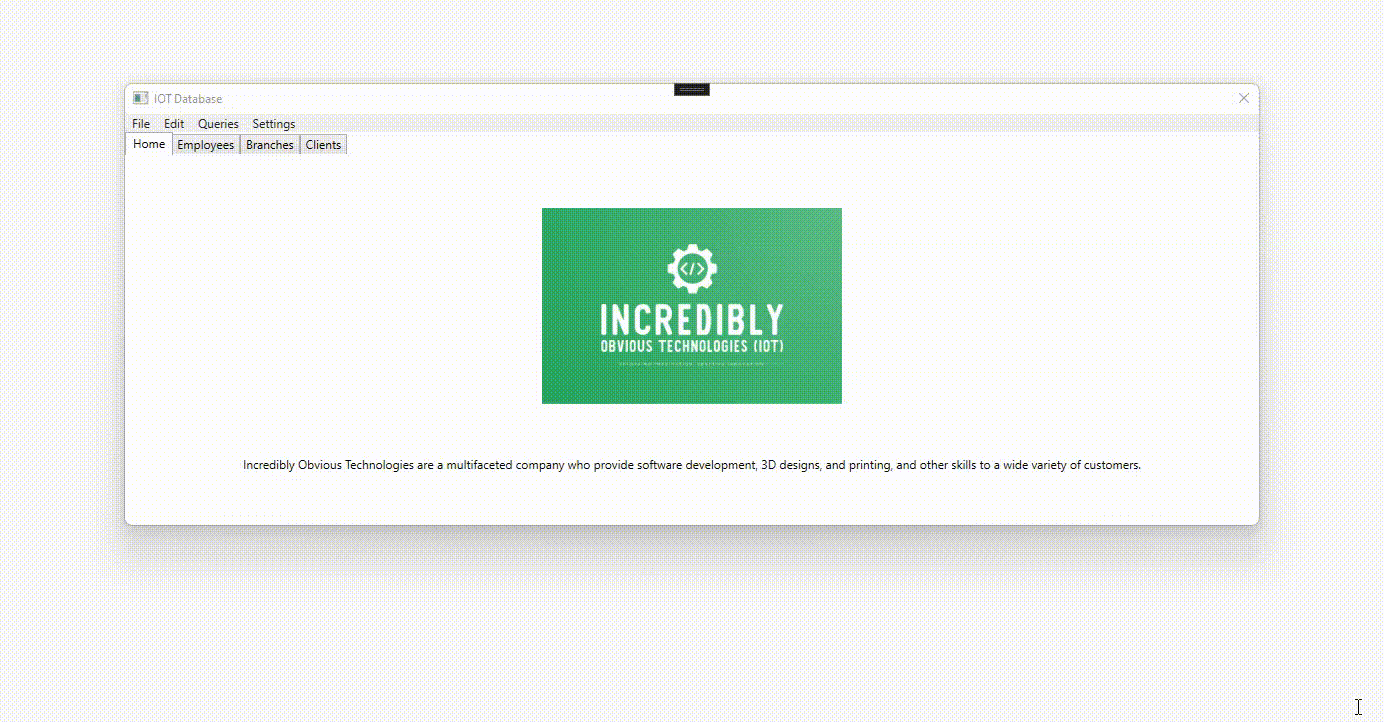 IOT Database
File Edit Queries Settings
Home Employees Branches Clients
</>
INCREDIBLY
OBVIOUS TECHNOLOGIES (IOT)
Incredibly Obvious Technologies are a multifaceted company who provide software development, 3D designs, and printing, and other skills to a wide variety of customers.